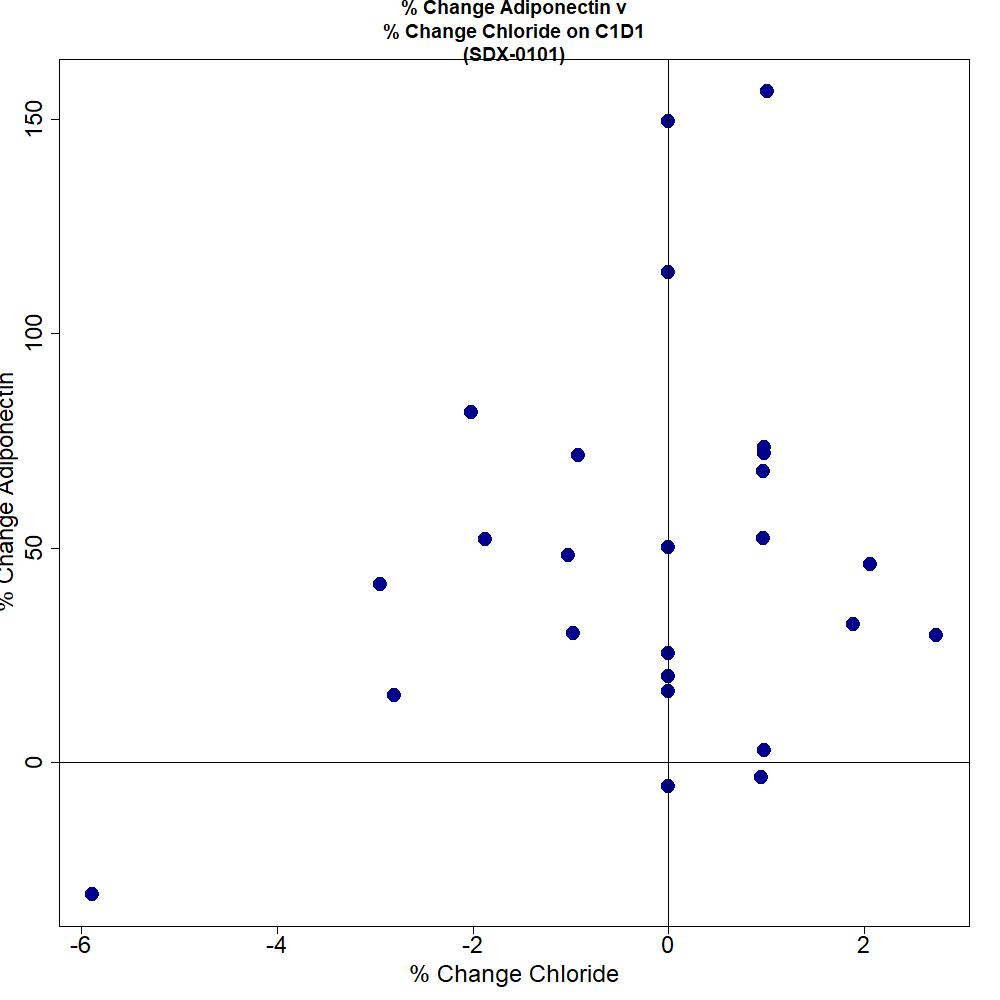 % Change Adiponectin v
% Change Chloride on C1D1
(SDX-0101)
150
100
50
0
% Change Adiponectin
-6 -4 -2 0 2
% Change Chloride